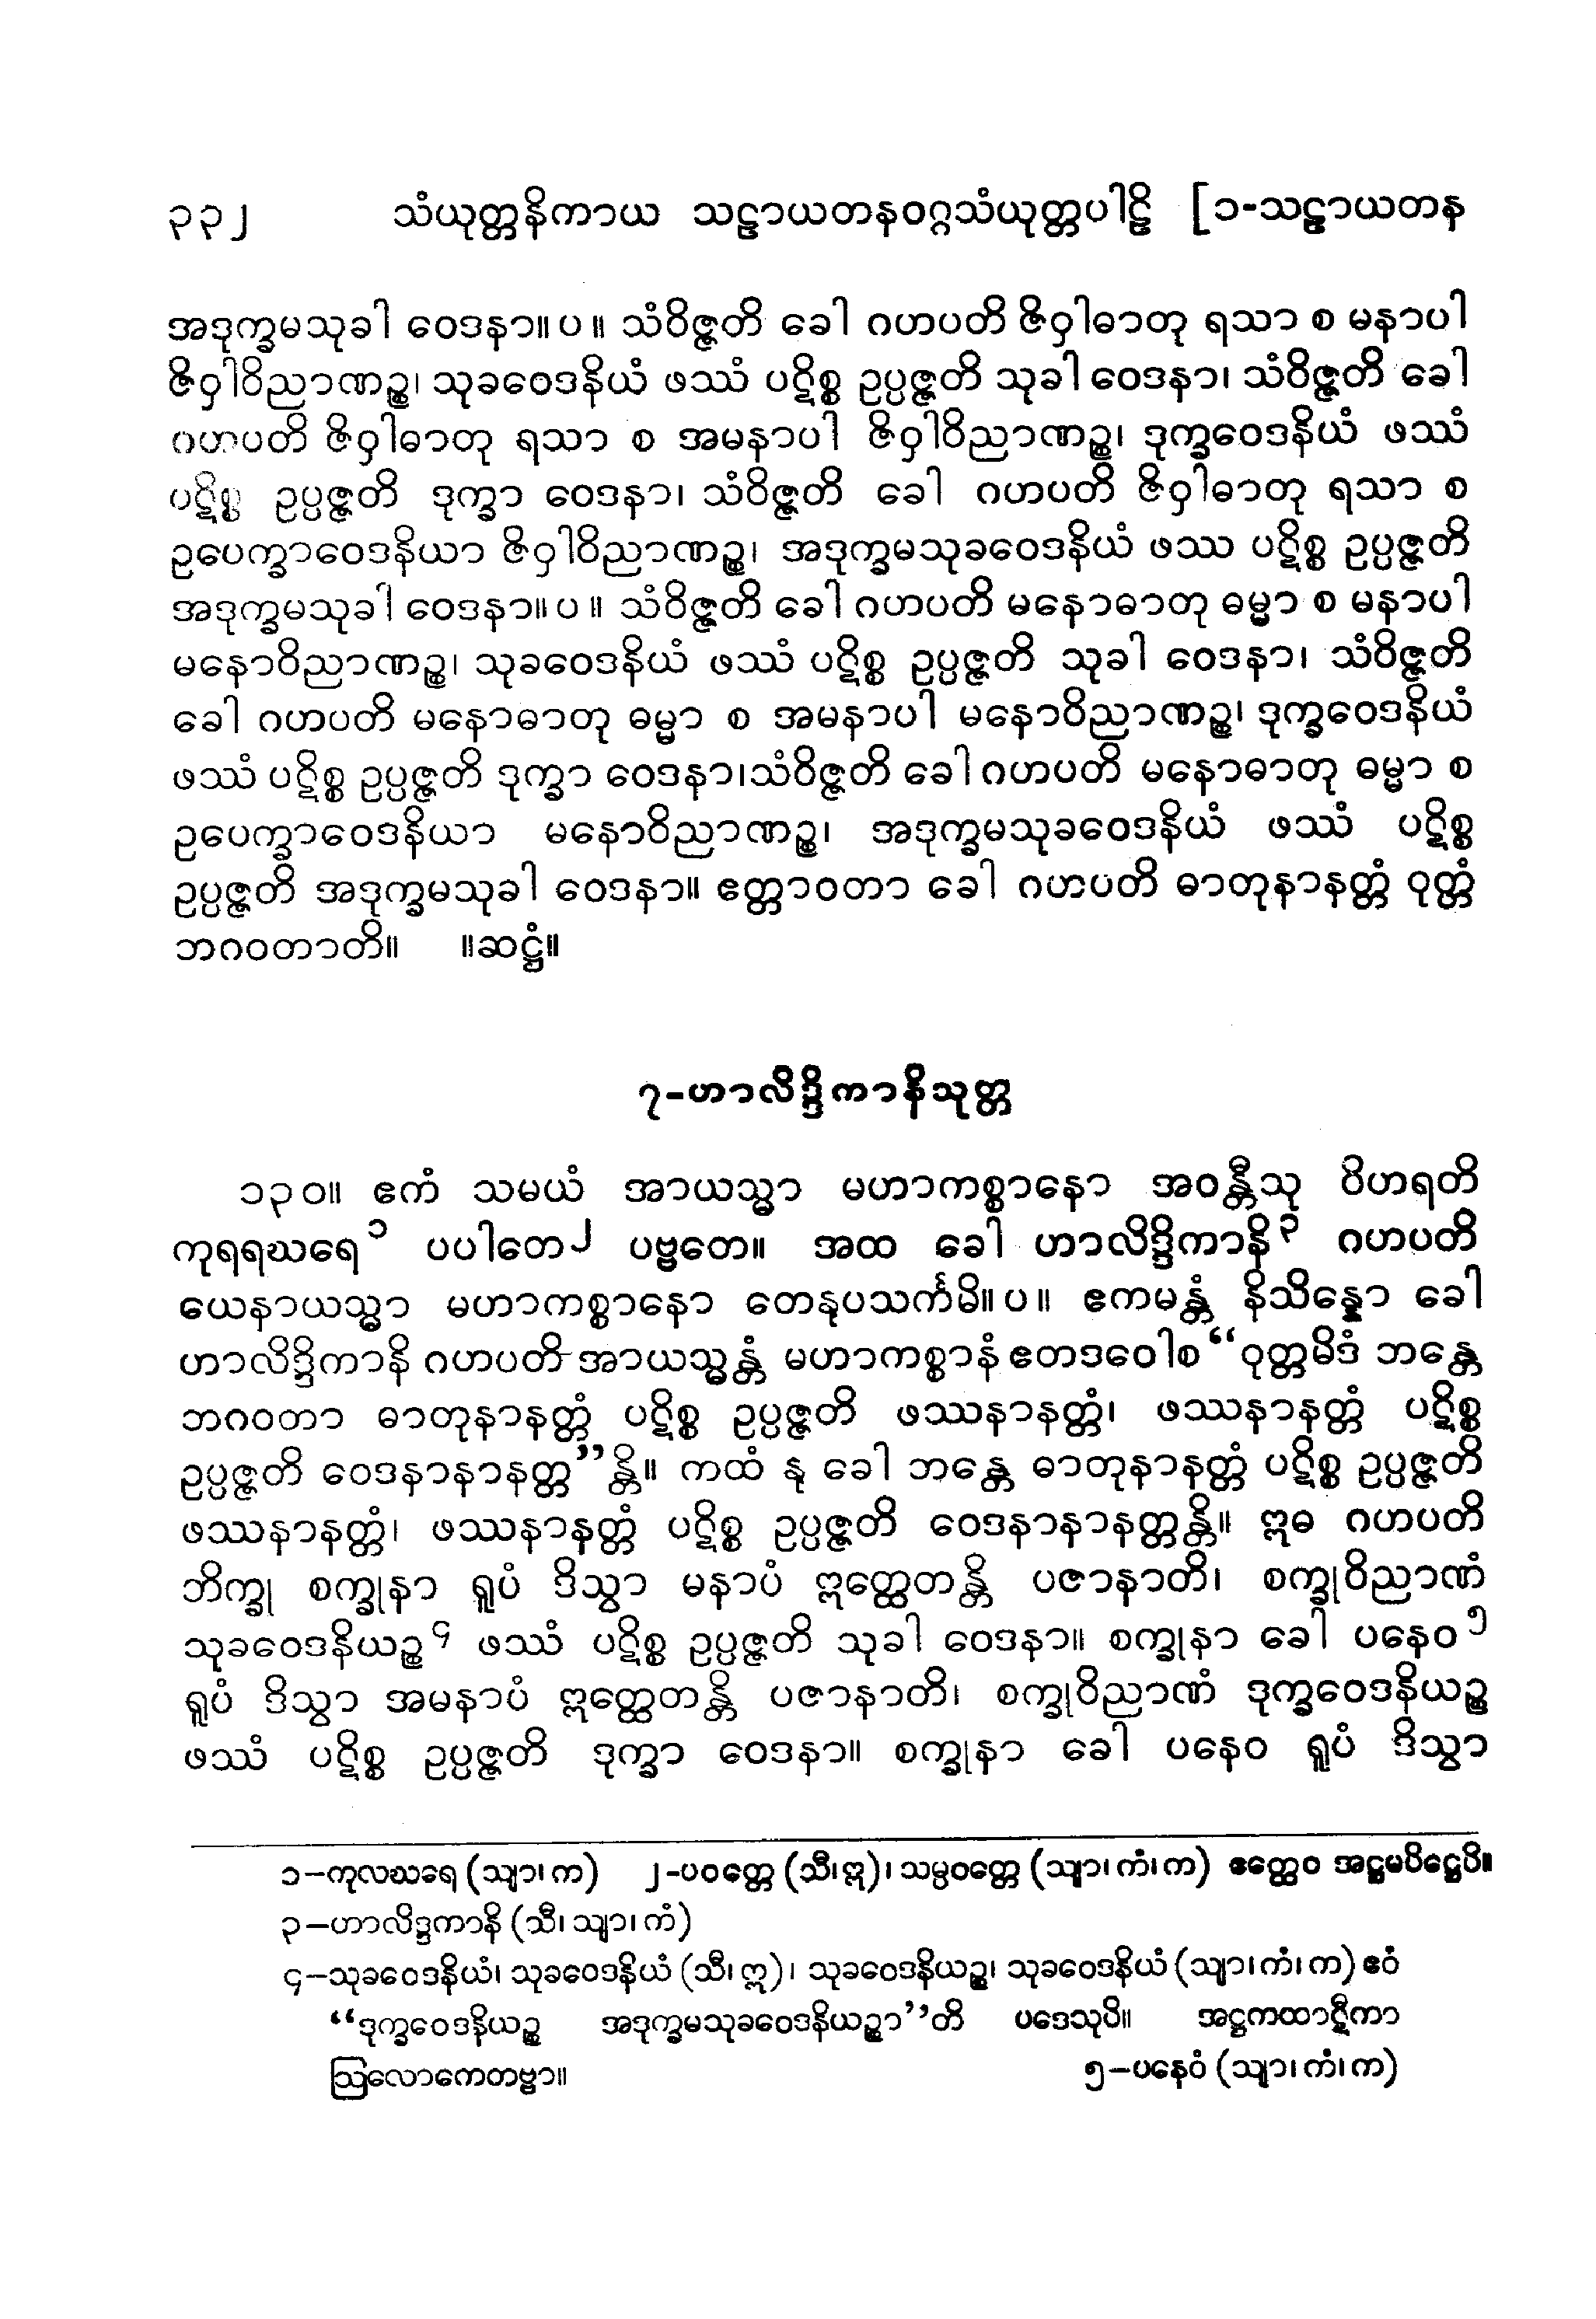 ၃၃၂ သံယုတ္တနိကာယ သဠာယတနဝဂ္ဂသံယုတ္တပါဠိ [၁-သဠာယတန
အဒုက္ခမသုခါ ဝေဒနာ။ပ။ သံဝိဇ္ဇတိ ခေါ ဂဟပတိ ဇိဝှါဓာတု ရသာ စ မနာပါ
ဇိဝှါဝိညာဏဉ္စ၊ သုခဝေဒနိယံ ဖဿံ ပဋိစ္စ ဥပ္ပဇ္ဇတိ သုခါ ဝေဒနာ၊ သံဝိဇ္ဇတိ ခေါ
ဂဟပတိ ဇိဝှါဓာတု ရသာ စ အမနာပါ ဇိဝှါဝိညာဏဉ္စ၊ ဒုက္ခဝေဒနိယံ ဖဿံ
ပဋိစ္စ ဥပ္ပဇ္ဇတိ ဒုက္ခာ ဝေဒနာ၊ သံဝိဇ္ဇတိ ခေါ ဂဟပတိ ဇိဝှါဓာတု ရသာ စ
ဥပေက္ခာဝေဒနိယာ ဇိဝှါဝိညာဏဉ္စ၊ အဒုက္ခမသုခဝေဒနိယံ ဖဿ ပဋိစ္စ ဥပ္ပဇ္ဇတိ
အဒုက္ခမသုခါ ဝေဒနာ။ပ။ သံဝိဇ္ဇတိ ခေါ ဂဟပတိ မနောဓာတု ဓမ္မာ စ မနာပါ
မနောဝိညာဏဉ္စ၊ သုခဝေဒနိယံ ဖဿံ ပဋိစ္စ ဥပ္ပဇ္ဇတိ သုခါ ဝေဒနာ၊ သံဝိဇ္ဇတိ
ခေါ ဂဟပတိ မနောဓာတု ဓမ္မာ စ အမနာပါ မနောဝိညာဏဉ္စ၊ ဒုက္ခဝေဒနိယံ
ဖဿံ ပဋိစ္စ ဥပ္ပဇ္ဇတိ ဒုက္ခာ ဝေဒနာ၊သံဝိဇ္ဇတိ ခေါ ဂဟပတိ မနောဓာတု ဓမ္မာ စ
ဥပေက္ခာဝေဒနိယာ မနောဝိညာဏဉ္စ၊ အဒုက္ခမသုခဝေဒနိယံ ဖဿံ ပဋိစ္စ
ဥပ္ပဇ္ဇတိ အဒုက္ခမသုခါ ဝေဒနာ။ ဧတ္တာဝတာ ခေါ ဂဟပတိ ဓာတုနာနတ္တံ ဝုတ္တံ
ဘဂဝတာတိ။ ။ဆဋ္ဌံ။
၇-ဟာလိဒ္ဒိကာနိသုတ္တ
၁၃၀။ ဧကံ သမယံ အာယသ္မာ မဟာကစ္စာနော အဝန္တီသု ဝိဟရတိ
ကုရရဃရေ၁ ပပါတေ၂ ပဗ္ဗတေ။ အထ ခေါ ဟာလိဒ္ဒိကာနိ၃ ဂဟပတိ
ယေနာယသ္မာ မဟာကစ္စာနော တေနုပသင်္ကမိ။ပ။ ဧကမန္တံ နိသိန္နော ခေါ
ဟာလိဒ္ဒိကာနိ ဂဟပတိ အာယသ္မန္တံ မဟာကစ္စာနံ ဧတဒဝေါစ “ဝုတ္တမိဒံ ဘန္တေ
ဘဂဝတာ ဓာတုနာနတ္တံ ပဋိစ္စ ဥပ္ပဇ္ဇတိ ဖဿနာနတ္တံ၊ ဖဿနာနတ္တံ ပဋိစ္စ
ဥပ္ပဇ္ဇတိ ဝေဒနာနာနတ္တ”န္တိ။ ကထံ နု ခေါ ဘန္တေ ဓာတုနာနတ္တံ ပဋိစ္စ ဥပ္ပဇ္ဇတိ
ဖဿနာနတ္တံ၊ ဖဿနာနတ္တံ ပဋိစ္စ ဥပ္ပဇ္ဇတိ ဝေဒနာနာနတ္တန္တိ။ ဣဓ ဂဟပတိ
ဘိက္ခု စက္ခုနာ ရူပံ ဒိသွာ မနာပံ ဣတ္ထေတန္တိ ပဇာနာတိ၊ စက္ခုဝိညာဏံ
သုခဝေဒနိယဉ္စ၄ ဖဿံ ပဋိစ္စ ဥပ္ပဇ္ဇတိ သုခါ ဝေဒနာ။ စက္ခုနာ ခေါ ပနေဝ၅
ရူပံ ဒိသွာ အမနာပံ ဣတ္ထေတန္တိ ပဇာနာတိ၊ စက္ခုဝိညာဏံ ဒုက္ခဝေဒနိယဉ္စ
ဖဿံ ပဋိစ္စ ဥပ္ပဇ္ဇတိ ဒုက္ခာ ဝေဒနာ။ စက္ခုနာ ခေါ ပနေဝ ရူပံ ဒိသွာ
၁–ကုလဃရေ (သျာ၊ က) ၂-ပဝတ္တေ (သီ၊ ဣ)၊ သမ္ပဝတ္တေ (သျာ၊ ကံ၊ က) ဧတ္ထေဝ အဋ္ဌမပိဋ္ဌေပိ။
၃–ဟာလိဒ္ဒကာနိ (သီ၊ သျာ၊ ကံ)
၄–သုခဝေဒနိယံ၊ သုခဝေဒနိယံ (သီ၊ ဣ)၊ သုခဝေဒနိယဉ္စ၊ သုခဝေဒနိယံ (သျာ၊ ကံ၊ က) ဧဝံ
“ဒုက္ခဝေဒနိယဉ္စ အဒုက္ခမသုခဝေဒနိယဉ္စာ”တိ ပဒေသုပိ။ အဋ္ဌကထာဋီကာ
ဩလောကေတဗ္ဗာ။ ၅–ပနေဝံ (သျာ၊ ကံ၊ က)